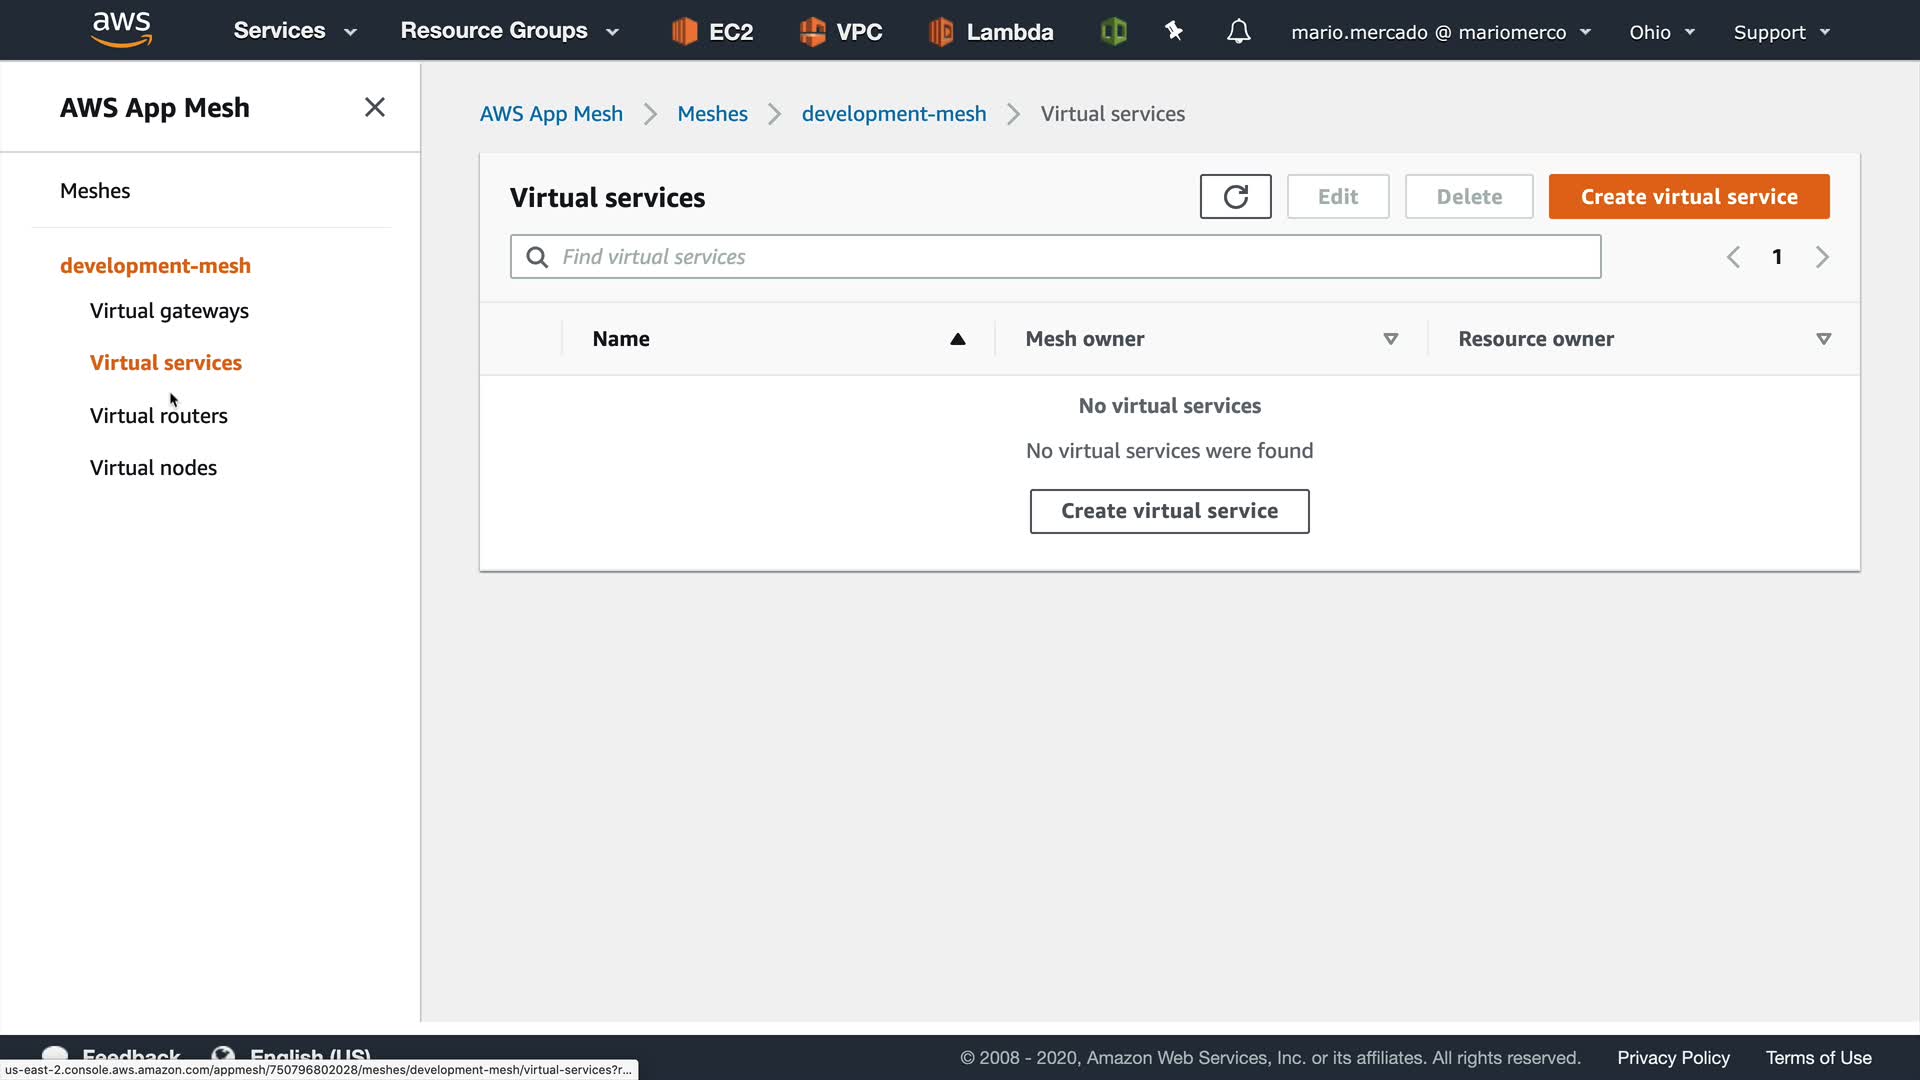 aws
Services
Resource Groups
EC2
VPC
Lambda
mario.mercado @ mariomerco
Ohio
Support
AWS App Mesh
Meshes
development-mesh
Virtual gateways
Virtual services
Virtual routers
Virtual nodes
AWS App Mesh
Meshes
development-mesh
Virtual services
Virtual services
Edit
Delete
Create virtual service
Find virtual services
1
Name
Mesh owner
Resource owner
No virtual services
No virtual services were found
Create virtual service
Feedback
English (US)
© 2008 - 2020, Amazon Web Services, Inc. or its affiliates. All rights reserved.
Privacy Policy
Terms of Use
us-east-2.console.aws.amazon.com/appmesh/750796802028/meshes/development-mesh/virtual-services?r...